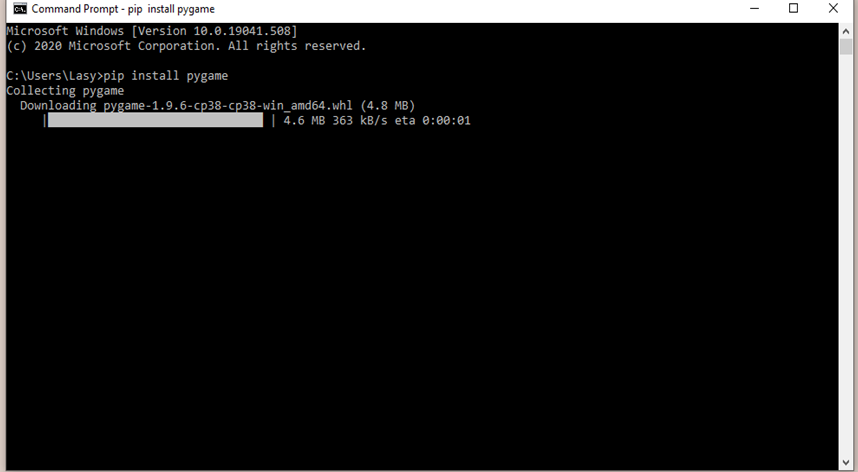 Command Prompt - pip  install pygame
Microsoft Windows [Version 10.0.19041.508]
(c) 2020 Microsoft Corporation. All rights reserved.
C:\Users\Lasy>pip install pygame
Collecting pygame
  Downloading pygame-1.9.6-cp38-cp38-win_amd64.whl (4.8 MB)
     |████████████████████████████████ | 4.6 MB 363 kB/s eta 0:00:01